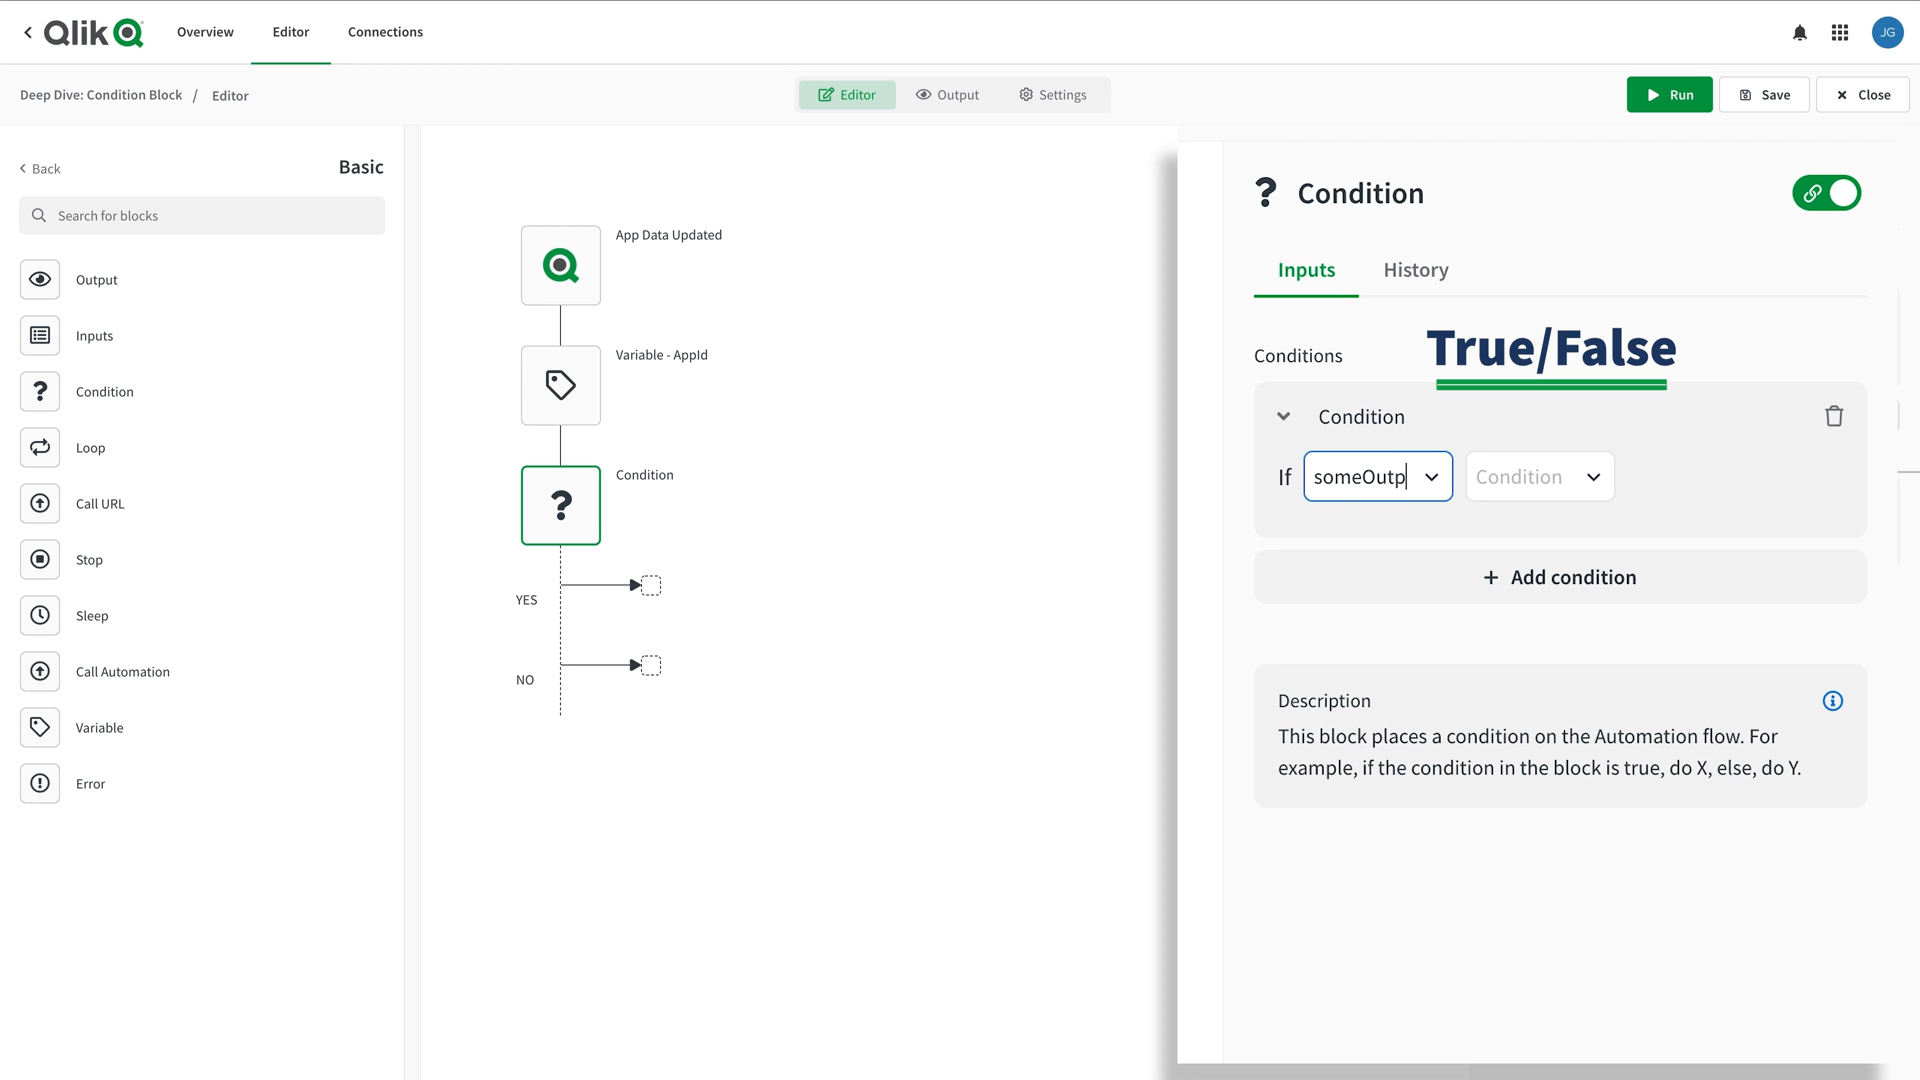 Qlik
Overview
Editor
Connections
JG
Deep Dive: Condition Block / Editor
Editor
Output
Settings
Run
Save
Close
Back
Basic
Search for blocks
Output
Inputs
Condition
Loop
Call URL
Stop
Sleep
Call Automation
Variable
Error
App Data Updated
Variable - AppId
Condition
YES
NO
Condition
Inputs
History
Conditions
True/False
Condition
If someOutp Condition
+ Add condition
Description
This block places a condition on the Automation flow. For
example, if the condition in the block is true, do X, else, do Y.